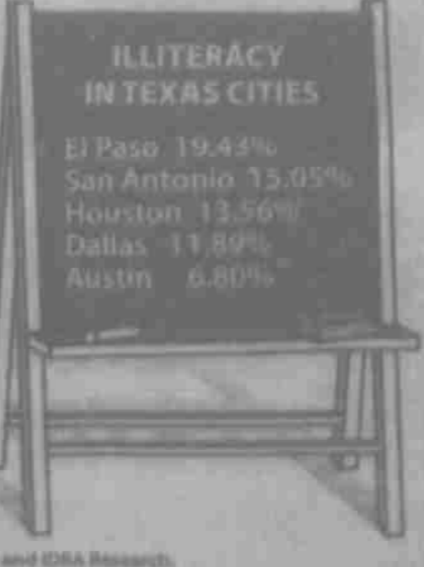 ILLITERACY
IN TEXAS CITIES
El Paso 19.43%
San Antonio 15.05%
Houston 13.56%
Dallas 11.89%
Austin 6.80%
and IDRA Research.